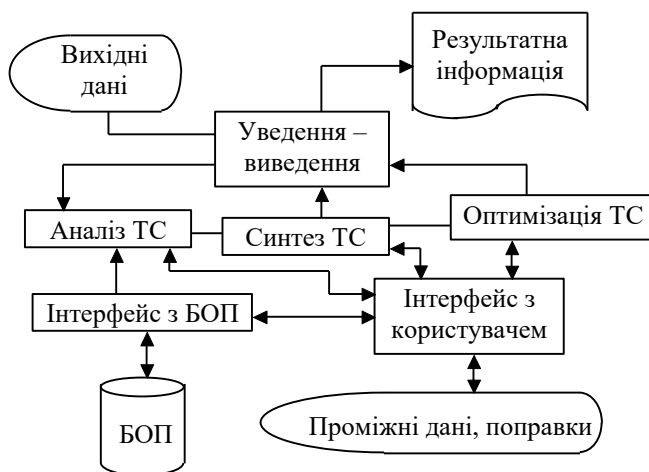 Вихідні
дані
Результатна
інформація
Уведення –
виведення
Аналіз ТС
Синтез ТС
Оптимізація ТС
Інтерфейс з БОП
Інтерфейс з
користувачем
БОП
Проміжні дані, поправки